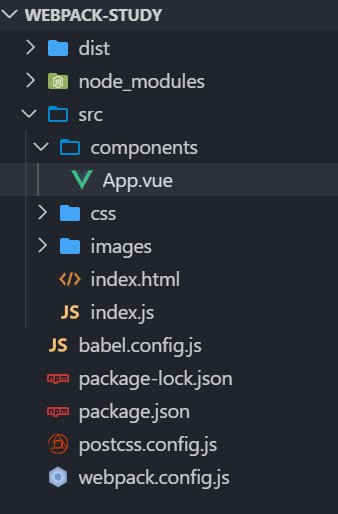 WEBPACK-STUDY
dist
node_modules
src
components
App.vue
css
images
index.html
JS index.js
babel.config.js
package-lock.json
package.json
postcss.config.js
webpack.config.js